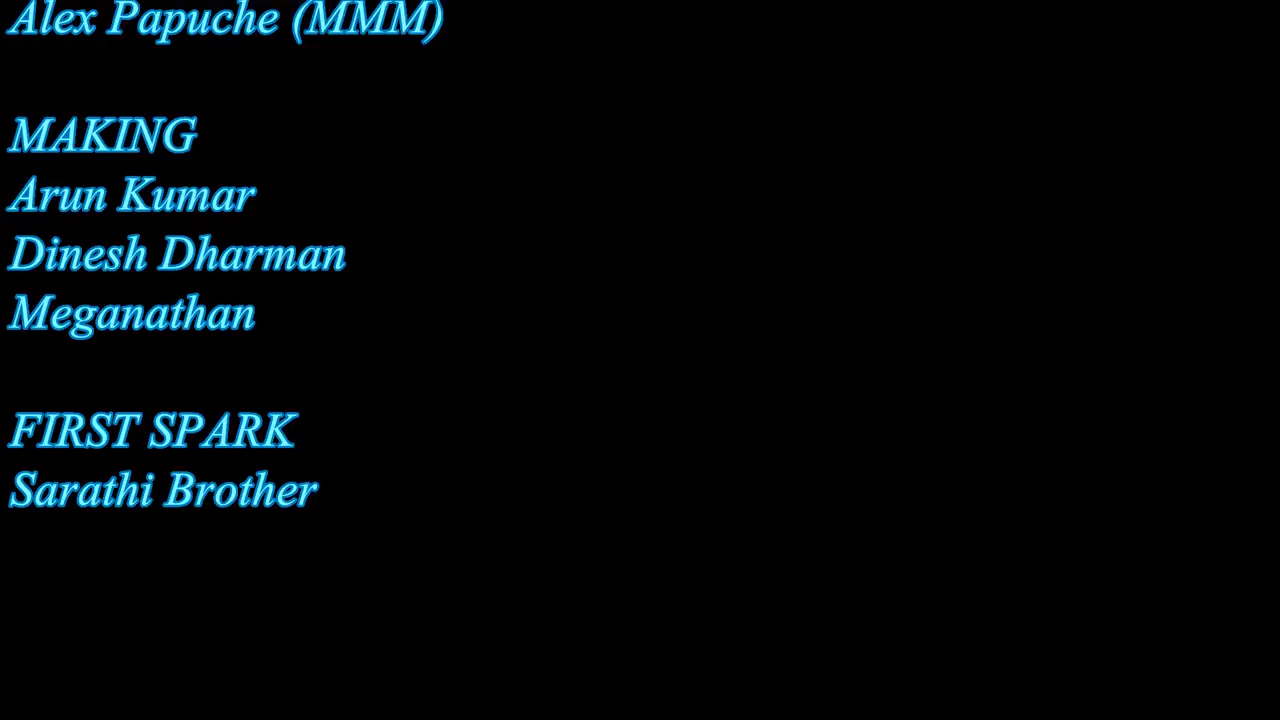 Alex Papuche (MMM)
MAKING
Arun Kumar
Dinesh Dharman
Meganathan
FIRST SPARK
Sarathi Brother